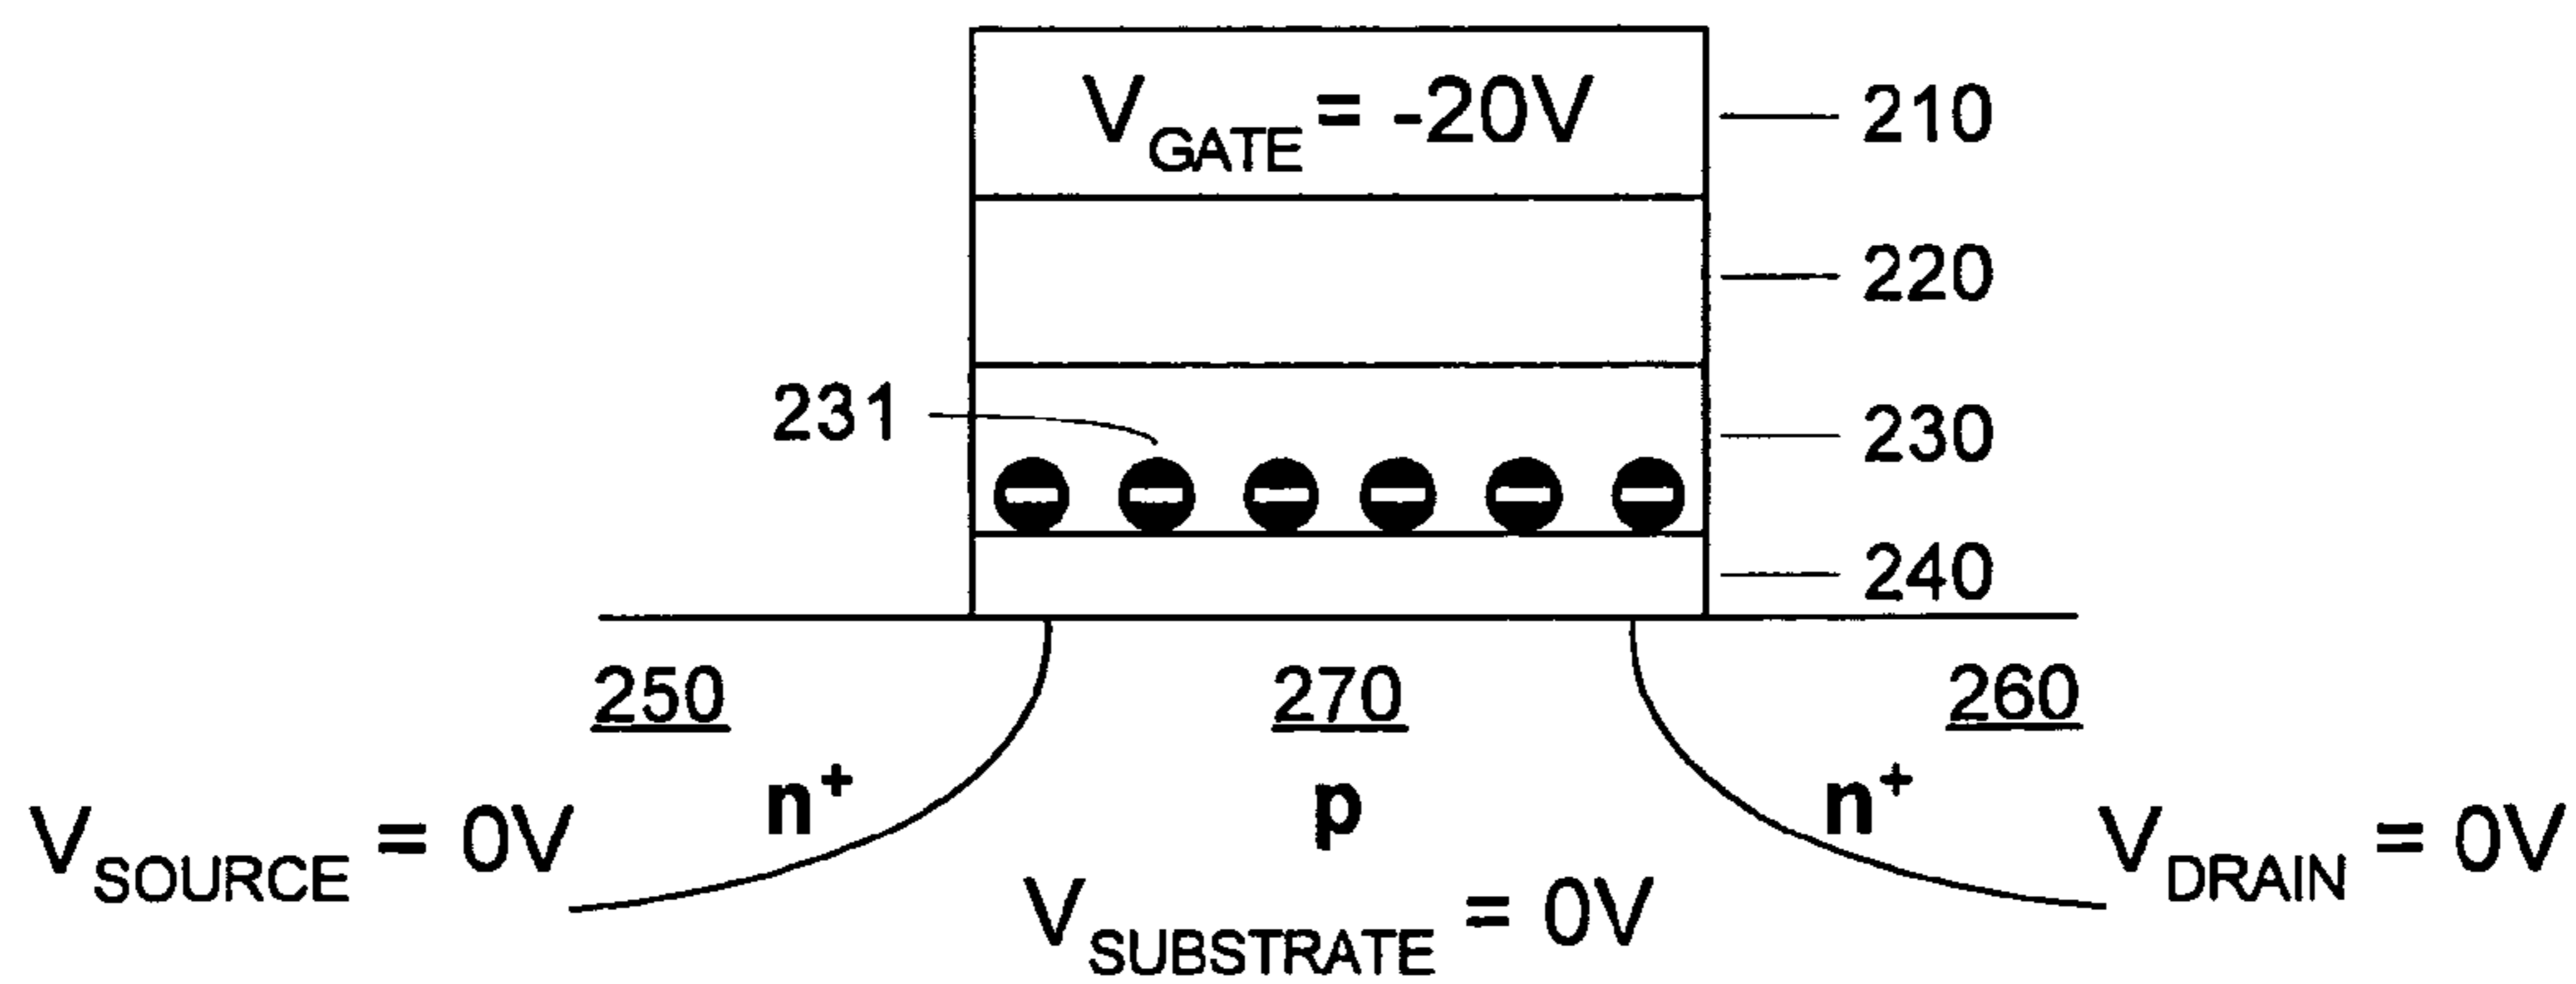 V_GATE = -20V
210
220
231
230
240
250
270
260
n+
p
n+
V_SOURCE = 0V
V_DRAIN = 0V
V_SUBSTRATE = 0V